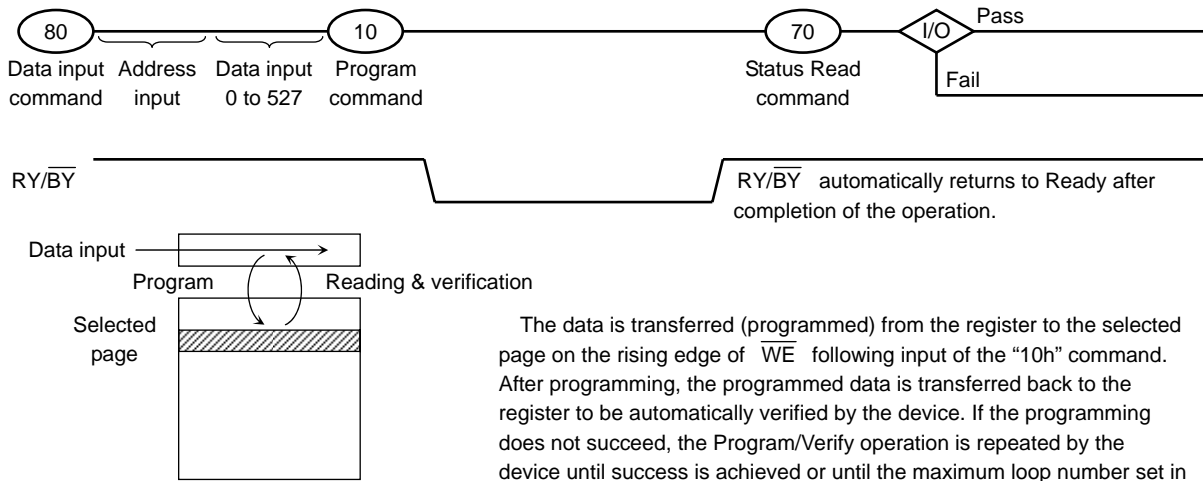 80 10 70 I/O Pass
Data input Address Data input Program Status Read
command input 0 to 527 command command Fail
RY/BY RY/BY automatically returns to Ready after
completion of the operation.
Data input
Program Reading & verification
Selected
page
The data is transferred (programmed) from the register to the selected
page on the rising edge of WE following input of the “10h” command.
After programming, the programmed data is transferred back to the
register to be automatically verified by the device. If the programming
does not succeed, the Program/Verify operation is repeated by the
device until success is achieved or until the maximum loop number set in